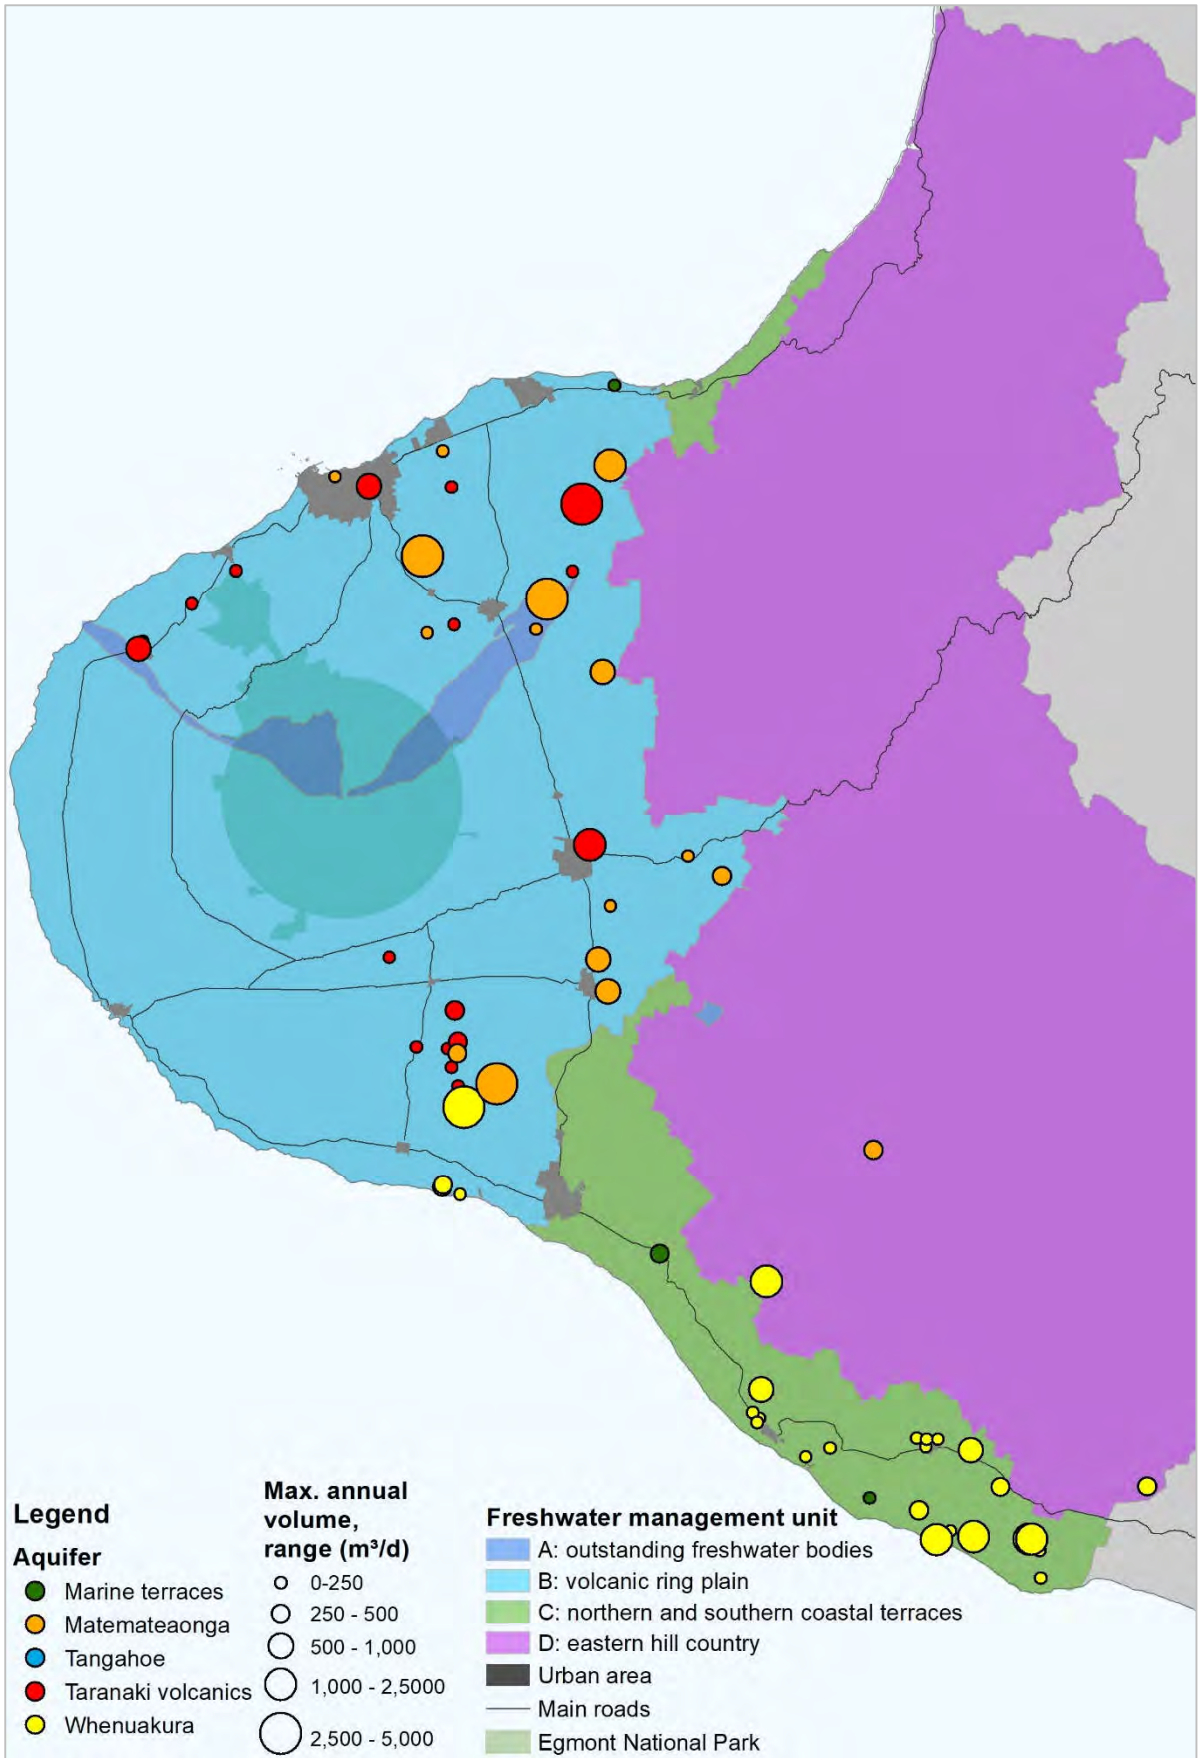 Legend
Aquifer
Marine terraces
Matemateaonga
Tangahoe
Taranaki volcanics
Whenuakura
Max. annual
volume,
range (m³/d)
0-250
250 - 500
500 - 1,000
1,000 - 2,5000
2,500 - 5,000
Freshwater management unit
A: outstanding freshwater bodies
B: volcanic ring plain
C: northern and southern coastal terraces
D: eastern hill country
Urban area
Main roads
Egmont National Park